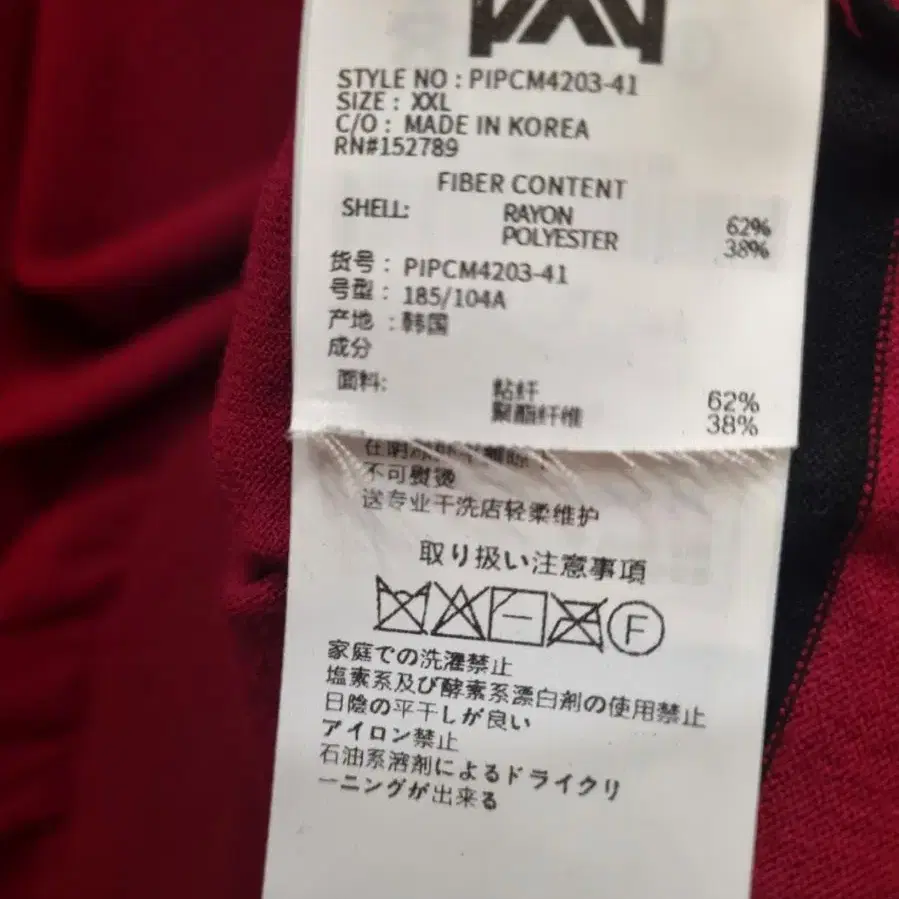 STYLE NO : PIPCM4203-41
SIZE : XXL
C/O : MADE IN KOREA
RN#152789
FIBER CONTENT
SHELL: RAYON 62%
POLYESTER 38%
货号 : PIPCM4203-41
号型 : 185/104A
产地 : 韩国
成分
面料: 黏纤 62%
聚酯纤维 38%
不可熨烫
送专业干洗店轻柔维护
取り扱い注意事項
F
家庭での洗濯禁止
塩素系及び酵素系漂白剤の使用禁止
日陰の平干しが良い
アイロン禁止
石油系溶剤によるドライクリ
ーニングが出来る